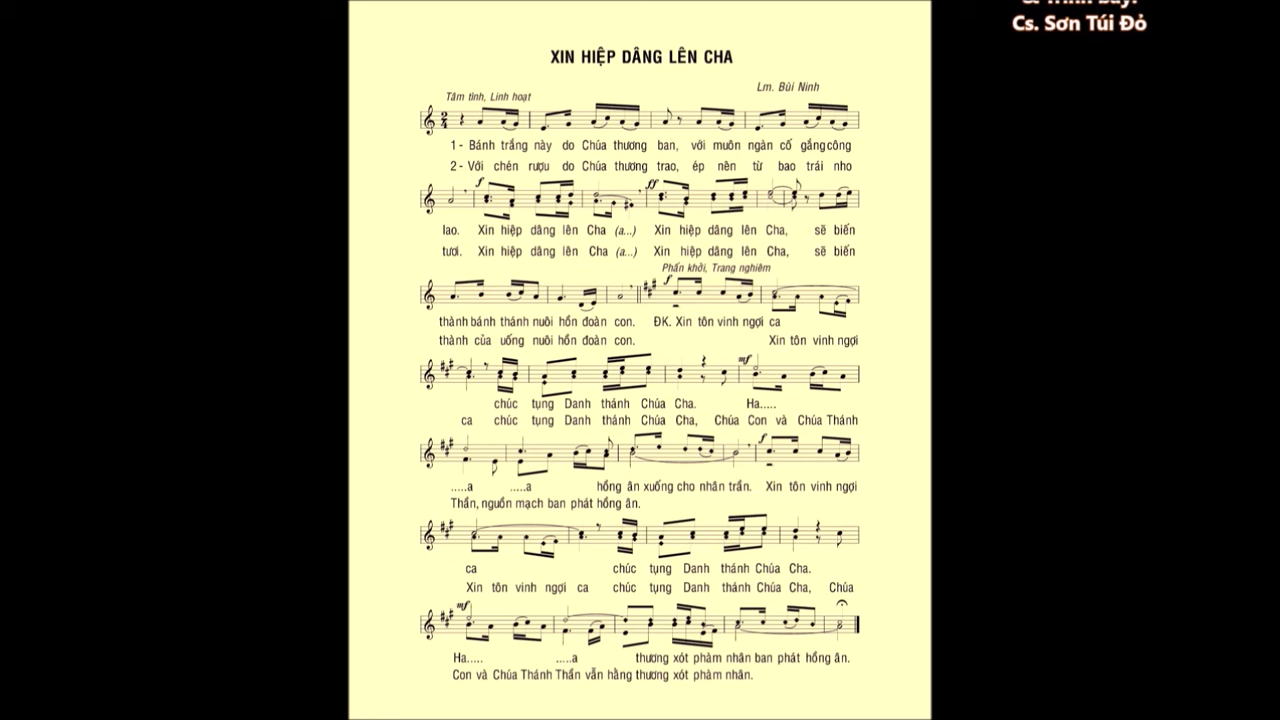 & Trình bày:
Cs. Sơn Túi Đỏ
XIN HIỆP DÂNG LÊN CHA
Lm. Bùi Ninh
Tâm tình, Linh hoạt
1- Bánh trắng này do Chúa thương ban, với muôn ngàn cố gắng công
2- Với chén rượu do Chúa thương trao, ép nên từ bao trái nho
f ff
lao. Xin hiệp dâng lên Cha (a...) Xin hiệp dâng lên Cha, sẽ biến
tươi. Xin hiệp dâng lên Cha (a...) Xin hiệp dâng lên Cha, sẽ biến
Phấn khởi, Trang nghiêm
f
thành bánh thánh nuôi hồn đoàn con. ĐK. Xin tôn vinh ngợi ca
thành của uống nuôi hồn đoàn con. Xin tôn vinh ngợi
mf
chúc tụng Danh thánh Chúa Cha. Ha.....
ca chúc tụng Danh thánh Chúa Cha, Chúa Con và Chúa Thánh
f
.....a .....a hồng ân xuống cho nhân trần. Xin tôn vinh ngợi
Thần, nguồn mạch ban phát hồng ân.
ca chúc tụng Danh thánh Chúa Cha.
Xin tôn vinh ngợi ca chúc tụng Danh thánh Chúa Cha, Chúa
mf
Ha..... .....a thương xót phàm nhân ban phát hồng ân.
Con và Chúa Thánh Thần vẫn hằng thương xót phàm nhân.